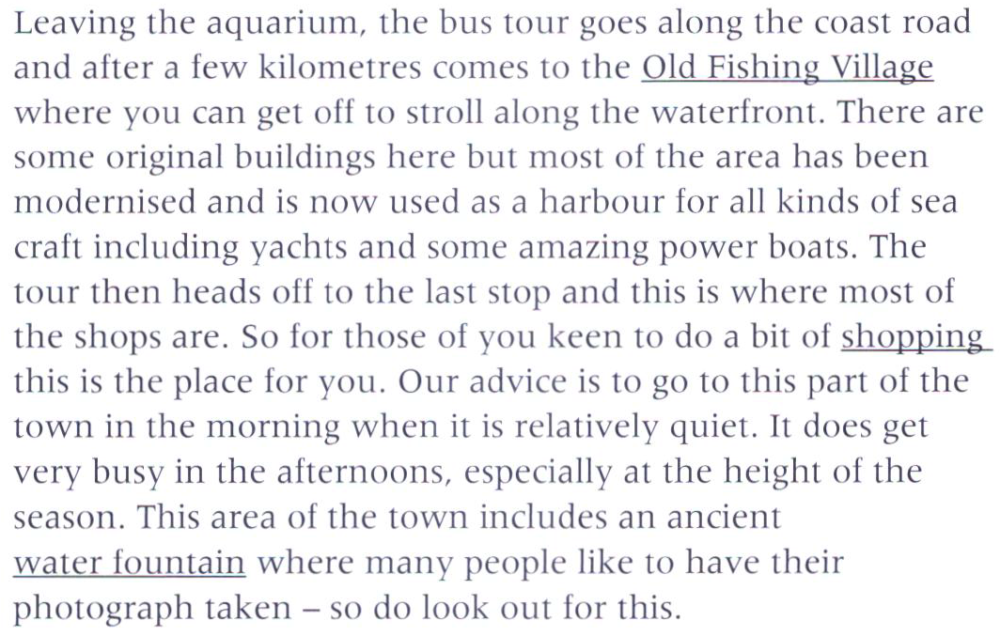 Leaving the aquarium, the bus tour goes along the coast road
and after a few kilometres comes to the Old Fishing Village
where you can get off to stroll along the waterfront. There are
some original buildings here but most of the area has been
modernised and is now used as a harbour for all kinds of sea
craft including yachts and some amazing power boats. The
tour then heads off to the last stop and this is where most of
the shops are. So for those of you keen to do a bit of shopping
this is the place for you. Our advice is to go to this part of the
town in the morning when it is relatively quiet. It does get
very busy in the afternoons, especially at the height of the
season. This area of the town includes an ancient
water fountain where many people like to have their
photograph taken – so do look out for this.